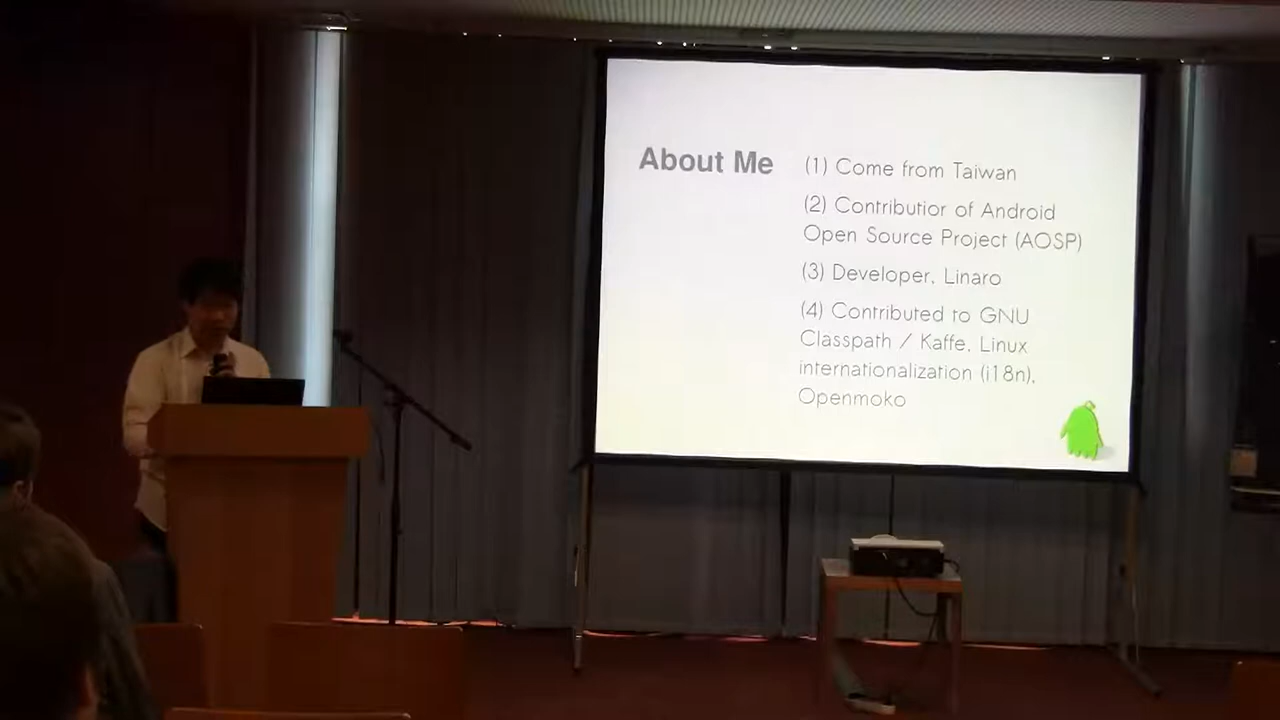 About Me
(1) Come from Taiwan
(2) Contributior of Android
Open Source Project (AOSP)
(3) Developer, Linaro
(4) Contributed to GNU
Classpath / Kaffe, Linux
internationalization (i18n),
Openmoko